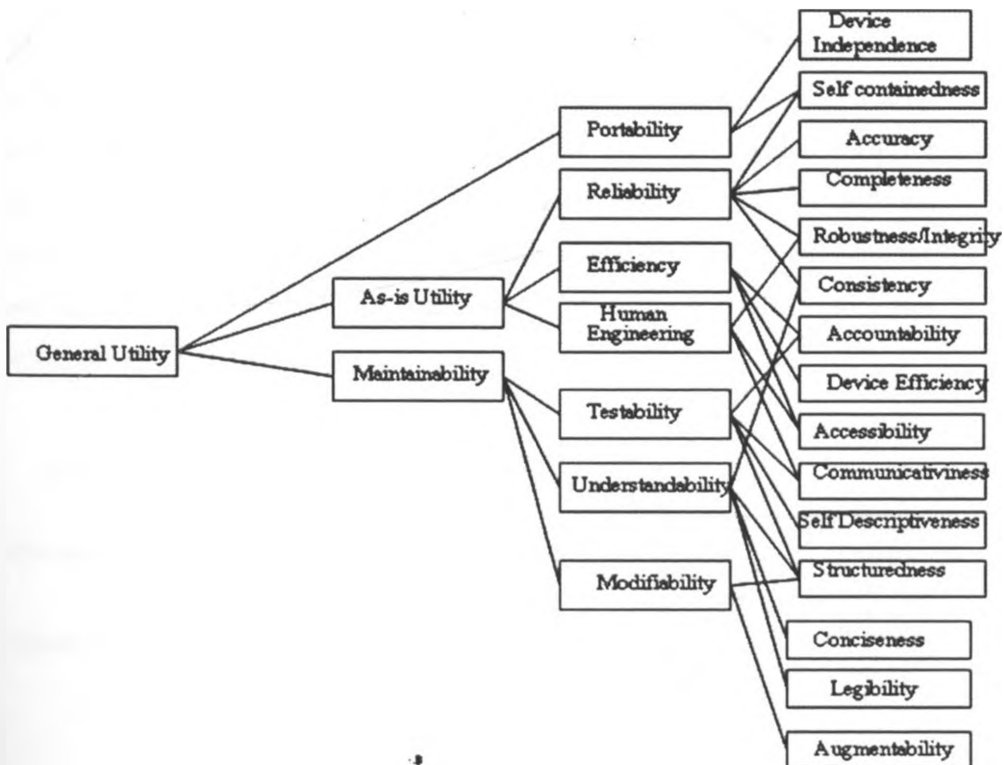 General Utility
As-is Utility
Maintainability
Portability
Reliability
Efficiency
Human
Engineering
Testability
Understandability
Modifiability
Device
Independence
Self containedness
Accuracy
Completeness
Robustness/Integrity
Consistency
Accountability
Device Efficiency
Accessibility
Communicativiness
Self Descriptiveness
Structuredness
Conciseness
Legibility
Augmentability